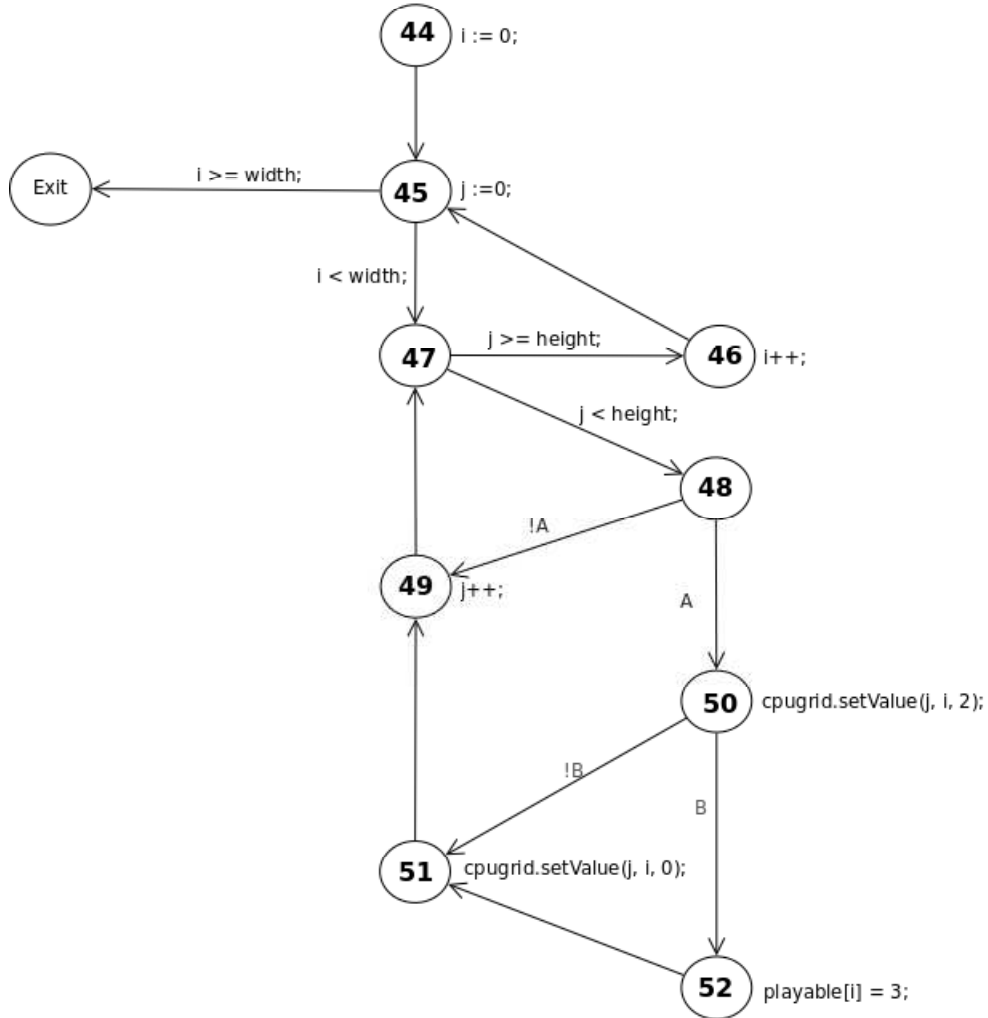 44 i := 0;
i >= width;
Exit
45 j :=0;
i < width;
j >= height;
47
46 i++;
j < height;
48
!A
49 j++;
A
50 cpugrid.setValue(j, i, 2);
!B
B
51 cpugrid.setValue(j, i, 0);
52 playable[i] = 3;